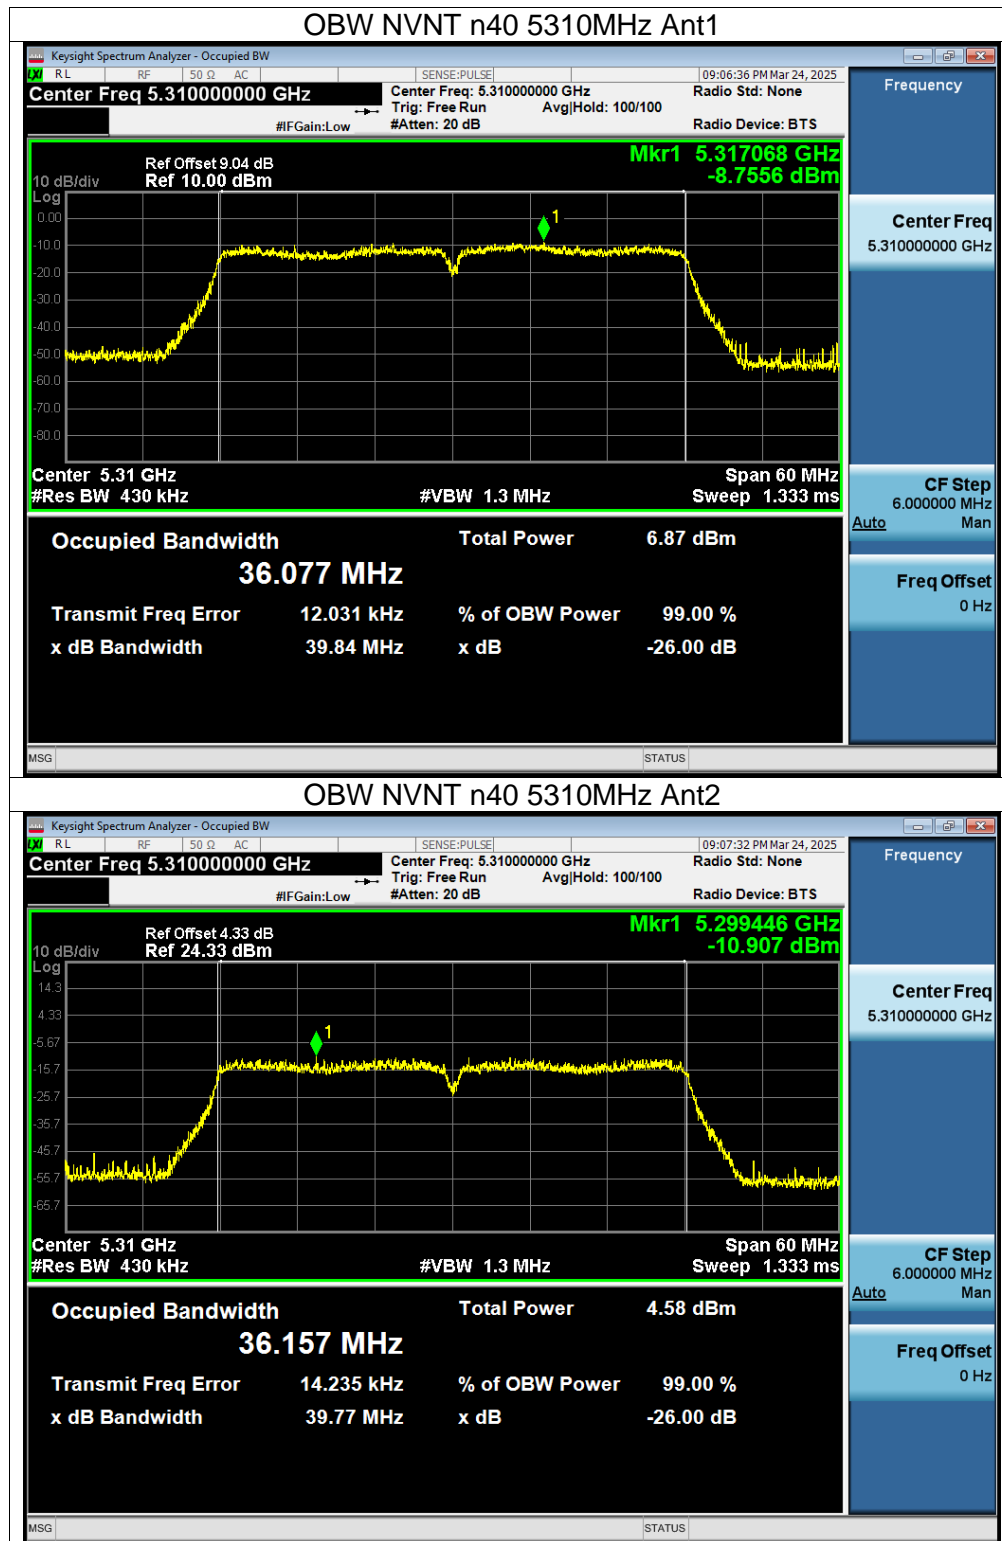 OBW NVNT n40 5310MHz Ant1
Keysight Spectrum Analyzer - Occupied BW
LXI RL RF 50 Ω AC SENSE:PULSE 09:06:36 PM Mar 24, 2025
Center Freq 5.310000000 GHz Center Freq: 5.310000000 GHz Radio Std: None
Trig: Free Run Avg|Hold: 100/100
#IFGain:Low #Atten: 20 dB Radio Device: BTS
Frequency
Mkr1 5.317068 GHz
-8.7556 dBm
Ref Offset 9.04 dB
10 dB/div Ref 10.00 dBm
Log
0.00
-10.0
-20.0
-30.0
-40.0
-50.0
-60.0
-70.0
-80.0
1
Center Freq
5.310000000 GHz
Center 5.31 GHz Span 60 MHz
#Res BW 430 kHz #VBW 1.3 MHz Sweep 1.333 ms
CF Step
6.000000 MHz
Auto Man
Occupied Bandwidth Total Power 6.87 dBm
36.077 MHz
Freq Offset
0 Hz
Transmit Freq Error 12.031 kHz % of OBW Power 99.00 %
x dB Bandwidth 39.84 MHz x dB -26.00 dB
MSG STATUS
OBW NVNT n40 5310MHz Ant2
Keysight Spectrum Analyzer - Occupied BW
LXI RL RF 50 Ω AC SENSE:PULSE 09:07:32 PM Mar 24, 2025
Center Freq 5.310000000 GHz Center Freq: 5.310000000 GHz Radio Std: None
Trig: Free Run Avg|Hold: 100/100
#IFGain:Low #Atten: 20 dB Radio Device: BTS
Frequency
Mkr1 5.299446 GHz
-10.907 dBm
Ref Offset 4.33 dB
10 dB/div Ref 24.33 dBm
Log
14.3
4.33
-5.67
-15.7
-25.7
-35.7
-45.7
-55.7
-65.7
1
Center Freq
5.310000000 GHz
Center 5.31 GHz Span 60 MHz
#Res BW 430 kHz #VBW 1.3 MHz Sweep 1.333 ms
CF Step
6.000000 MHz
Auto Man
Occupied Bandwidth Total Power 4.58 dBm
36.157 MHz
Freq Offset
0 Hz
Transmit Freq Error 14.235 kHz % of OBW Power 99.00 %
x dB Bandwidth 39.77 MHz x dB -26.00 dB
MSG STATUS